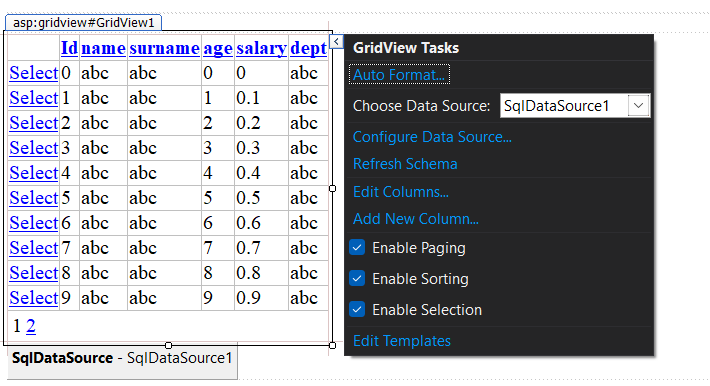 asp:gridview#GridView1
Id name surname age salary dept
Select 0 abc abc 0 0 abc
Select 1 abc abc 1 0.1 abc
Select 2 abc abc 2 0.2 abc
Select 3 abc abc 3 0.3 abc
Select 4 abc abc 4 0.4 abc
Select 5 abc abc 5 0.5 abc
Select 6 abc abc 6 0.6 abc
Select 7 abc abc 7 0.7 abc
Select 8 abc abc 8 0.8 abc
Select 9 abc abc 9 0.9 abc
1 2
SqlDataSource - SqlDataSource1
GridView Tasks
Auto Format...
Choose Data Source: SqlDataSource1
Configure Data Source...
Refresh Schema
Edit Columns...
Add New Column...
Enable Paging
Enable Sorting
Enable Selection
Edit Templates